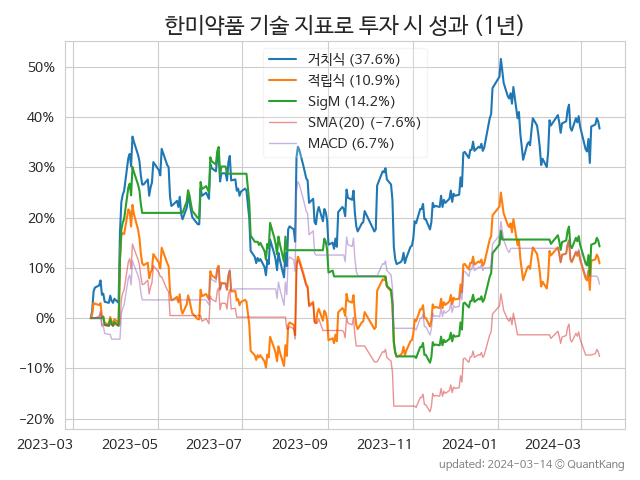 한미약품 기술 지표로 투자 시 성과 (1년)
거치식 (37.6%)
적립식 (10.9%)
SigM (14.2%)
SMA(20) (−7.6%)
MACD (6.7%)
50%
40%
30%
20%
10%
0%
−10%
−20%
2023-03 2023-05 2023-07 2023-09 2023-11 2024-01 2024-03
updated: 2024-03-14 © QuantKang